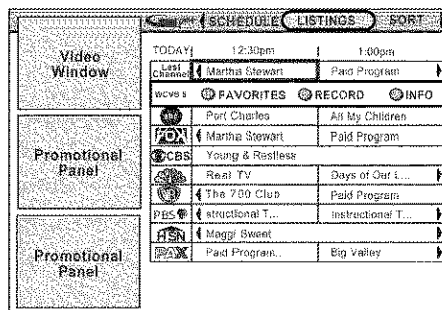 SCHEDULE LISTINGS SORT
Video Window
TODAY 12:30pm 1:00pm
Last Channel Martha Stewart Paid Program
WCVB 5 FAVORITES RECORD INFO
Port Charles All My Children
FOX Martha Stewart Paid Program
CBS Young & Restless
Real TV Days of Our L...
The 700 Club Paid Program
PBS structional T... Instructional T...
Maggi Sweet
PAX Paid Program.. Big Valley
Promotional Panel
Promotional Panel